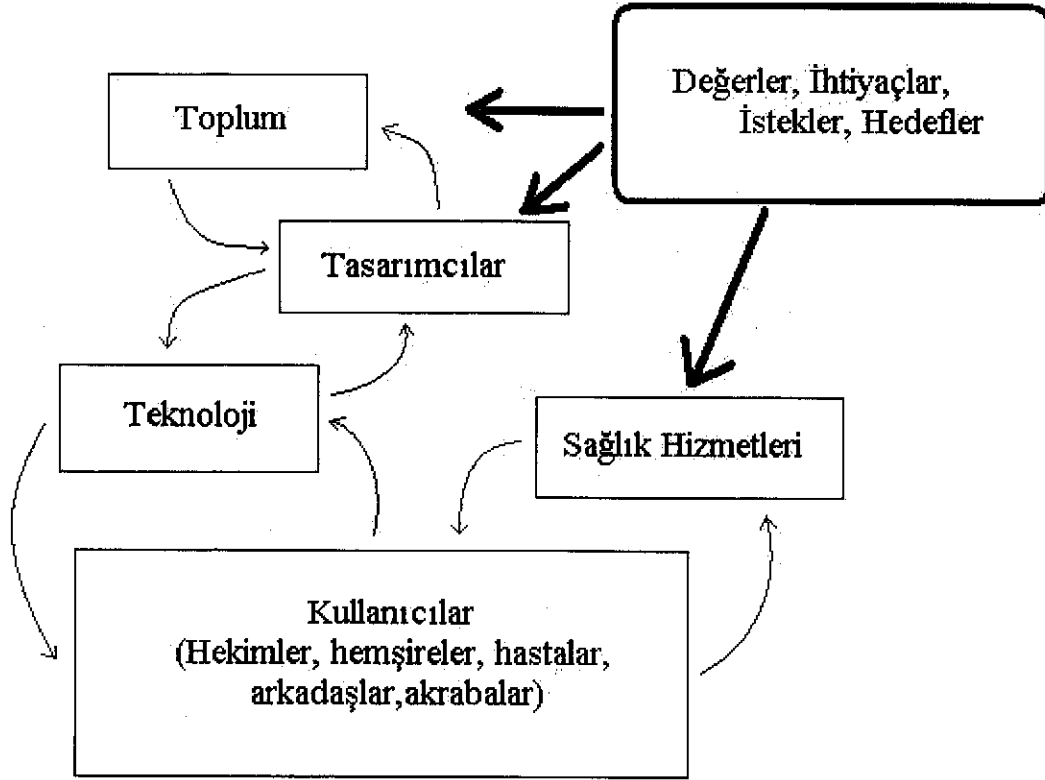 Değerler, İhtiyaçlar,
İstekler, Hedefler
Toplum
Tasarımcılar
Teknoloji
Sağlık Hizmetleri
Kullanıcılar
(Hekimler, hemşireler, hastalar,
arkadaşlar,akrabalar)